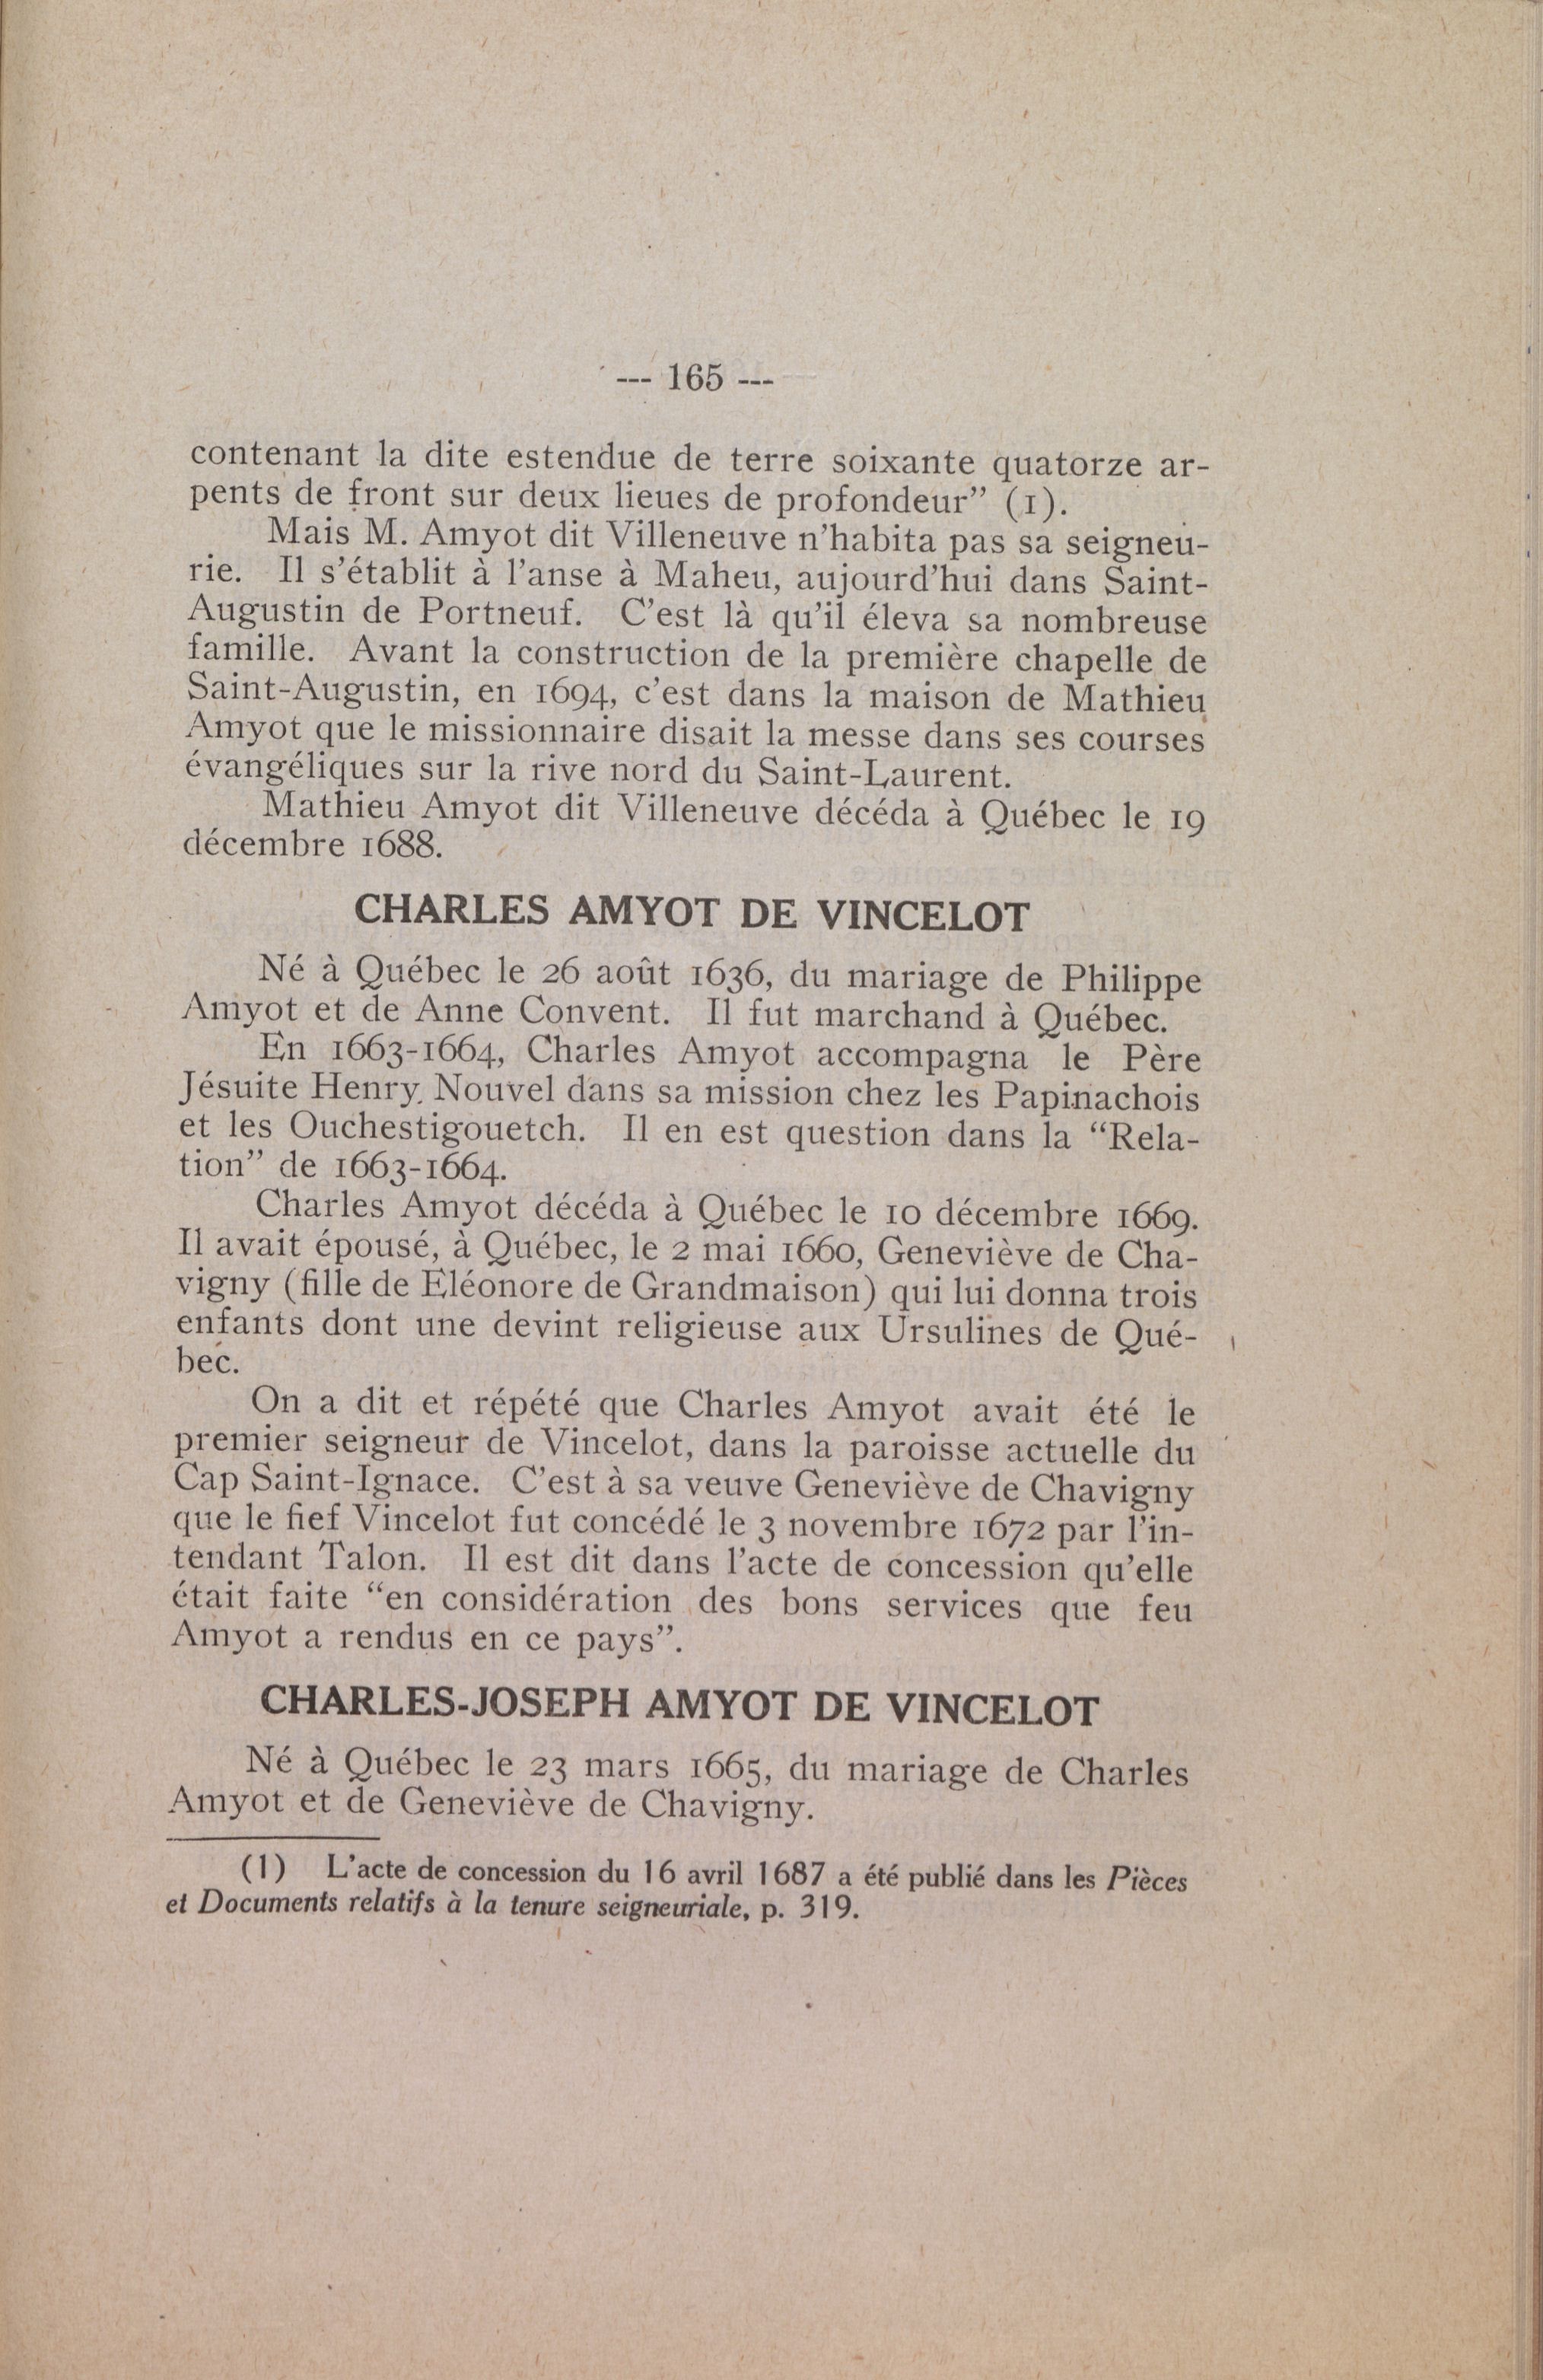 --- 165 ---
contenant la dite estendue de terre soixante quatorze ar-
pents de front sur deux lieues de profondeur” (1).
Mais M. Amyot dit Villeneuve n’habita pas sa seigneu-
rie. Il s’établit à l’anse à Maheu, aujourd’hui dans Saint-
Augustin de Portneuf. C’est là qu’il éleva sa nombreuse
famille. Avant la construction de la première chapelle de
Saint-Augustin, en 1694, c’est dans la maison de Mathieu
Amyot que le missionnaire disait la messe dans ses courses
évangéliques sur la rive nord du Saint-Laurent.
Mathieu Amyot dit Villeneuve décéda à Québec le 19
décembre 1688.
CHARLES AMYOT DE VINCELOT
Né à Québec le 26 août 1636, du mariage de Philippe
Amyot et de Anne Convent. Il fut marchand à Québec.
En 1663-1664, Charles Amyot accompagna le Père
Jésuite Henry Nouvel dans sa mission chez les Papinachois
et les Ouchestigouetch. Il en est question dans la “Rela-
tion” de 1663-1664.
Charles Amyot décéda à Québec le 10 décembre 1669.
Il avait épousé, à Québec, le 2 mai 1660, Geneviève de Cha-
vigny (fille de Eléonore de Grandmaison) qui lui donna trois
enfants dont une devint religieuse aux Ursulines de Qué-
bec.
On a dit et répété que Charles Amyot avait été le
premier seigneur de Vincelot, dans la paroisse actuelle du
Cap Saint-Ignace. C’est à sa veuve Geneviève de Chavigny
que le fief Vincelot fut concédé le 3 novembre 1672 par l’in-
tendant Talon. Il est dit dans l’acte de concession qu’elle
était faite “en considération des bons services que feu
Amyot a rendus en ce pays”.
CHARLES-JOSEPH AMYOT DE VINCELOT
Né à Québec le 23 mars 1665, du mariage de Charles
Amyot et de Geneviève de Chavigny.
(1) L’acte de concession du 16 avril 1687 a été publié dans les Pièces
et Documents relatifs à la tenure seigneuriale, p. 319.